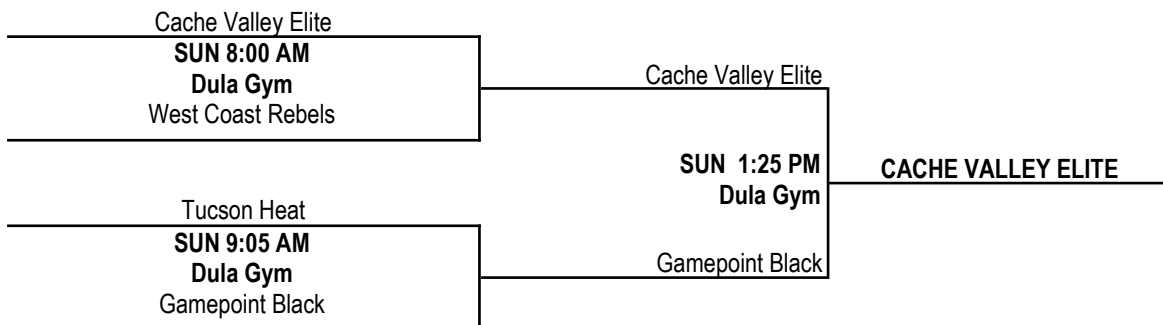 Cache Valley Elite
SUN 8:00 AM
Dula Gym
West Coast Rebels
Cache Valley Elite
SUN 1:25 PM
Dula Gym
CACHE VALLEY ELITE
Tucson Heat
SUN 9:05 AM
Dula Gym
Gamepoint Black
Gamepoint Black